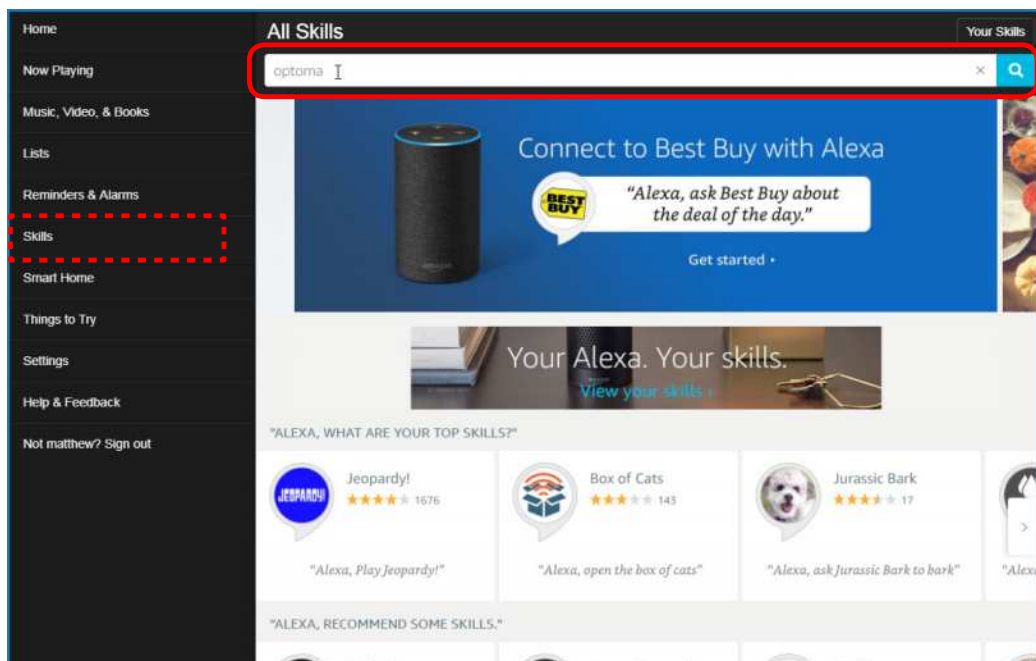 Home
Now Playing
Music, Video, & Books
Lists
Reminders & Alarms
Skills
Smart Home
Things to Try
Settings
Help & Feedback
Not matthew? Sign out
All Skills
Your Skills
optoma
Connect to Best Buy with Alexa
BEST
BUY
"Alexa, ask Best Buy about
the deal of the day."
Get started
Your Alexa. Your skills.
View your skills
"ALEXA, WHAT ARE YOUR TOP SKILLS?"
JEOPARDY!
Jeopardy!
1676
"Alexa, Play Jeopardy!"
Box of Cats
143
"Alexa, open the box of cats"
Jurassic Bark
17
"Alexa, ask Jurassic Bark to bark"
"ALEXA, RECOMMEND SOME SKILLS."